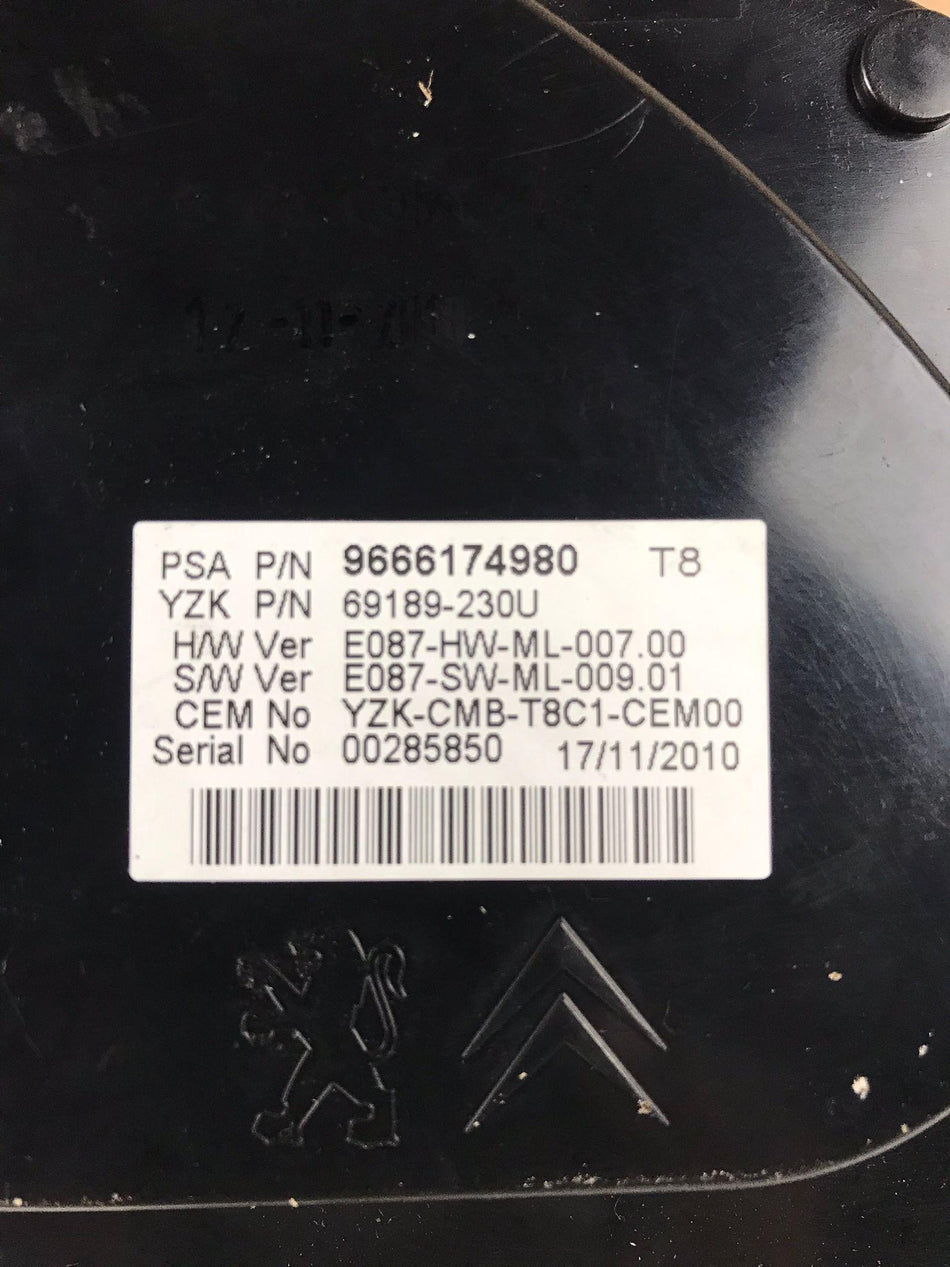 PSA P/N 9666174980 T8
YZK P/N 69189-230U
H/W Ver E087-HW-ML-007.00
S/W Ver E087-SW-ML-009.01
CEM No YZK-CMB-T8C1-CEM00
Serial No 00285850 17/11/2010